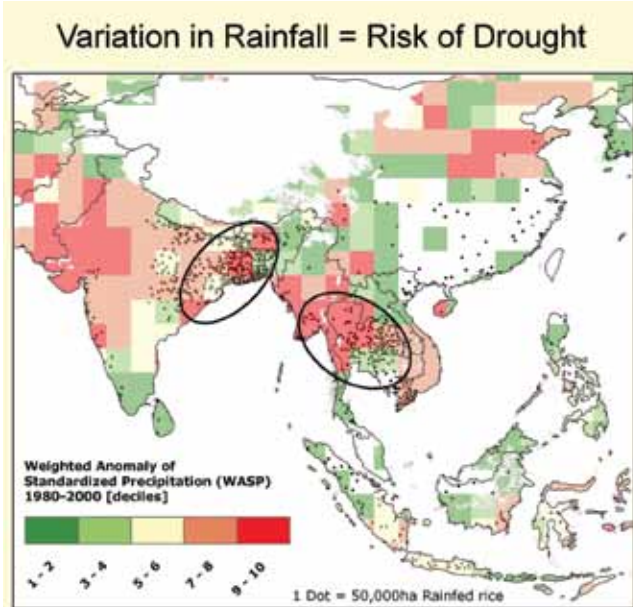 Variation in Rainfall = Risk of Drought
Weighted Anomaly of
Standardized Precipitation (WASP)
1980-2000 [deciles]
1 - 2
3 - 4
5 - 6
7 - 8
9 - 10
1 Dot = 50,000ha Rainfed rice